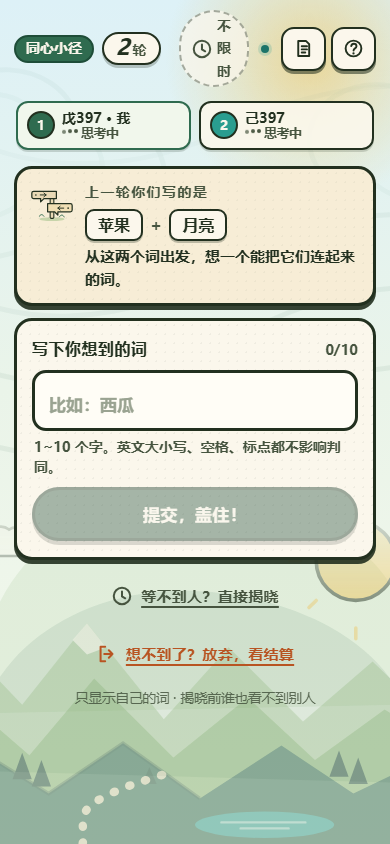 同心小径
2轮
不
限
时
1 戊397 • 我
思考中
2 己397
思考中
上一轮你们写的是
苹果 + 月亮
从这两个词出发，想一个能把它们连起来
的词。
写下你想到的词 0/10
比如：西瓜
1~10 个字。英文大小写、空格、标点都不影响判
同。
提交，盖住！
等不到人？直接揭晓
想不到了？放弃，看结算
只显示自己的词 · 揭晓前谁也看不到别人